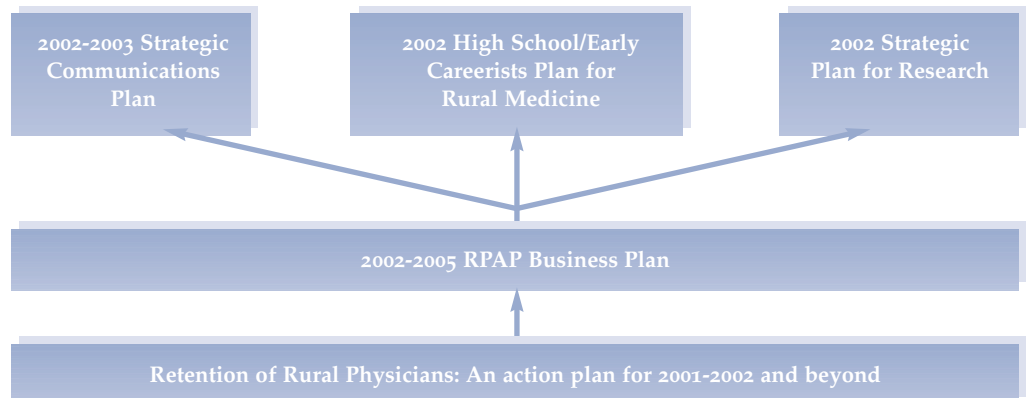 2002-2003 Strategic
Communications
Plan
2002 High School/Early
Careerists Plan for
Rural Medicine
2002 Strategic
Plan for Research
2002-2005 RPAP Business Plan
Retention of Rural Physicians: An action plan for 2001-2002 and beyond